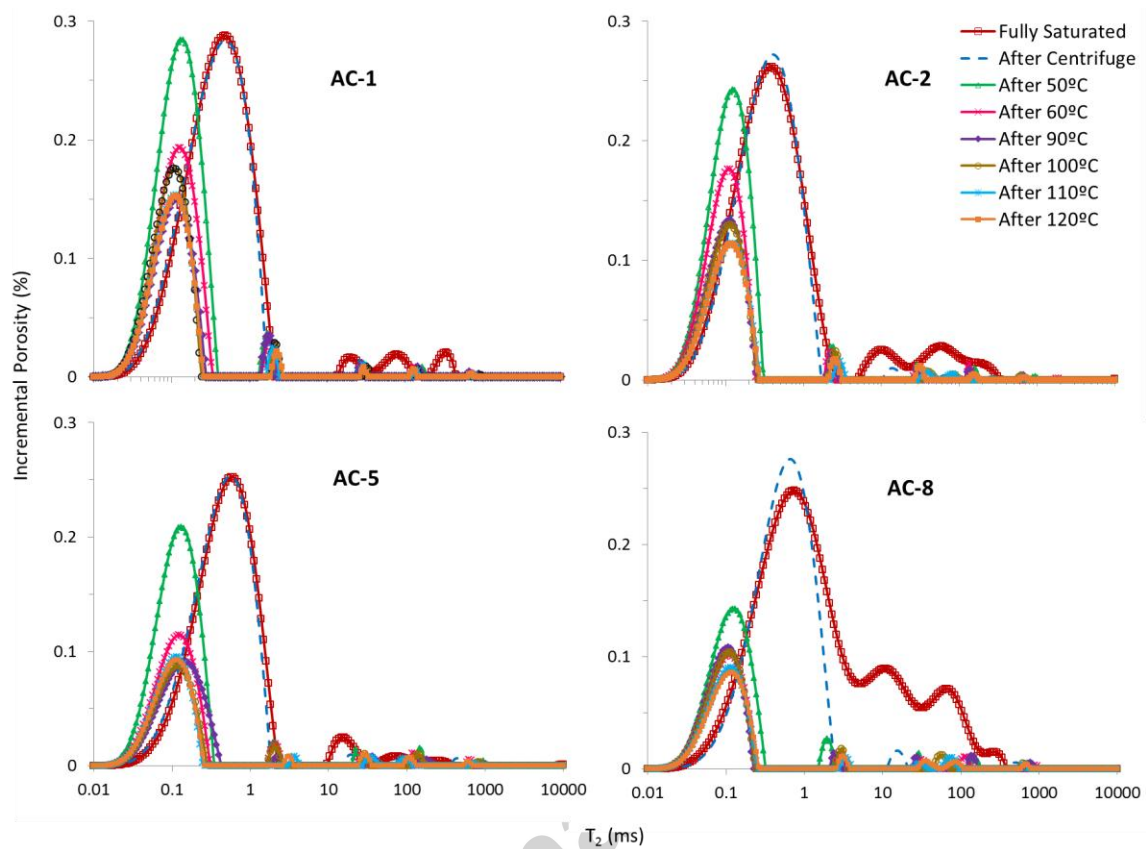 0.3
0.2
0.1
0
AC-1
0.3
0.2
0.1
0
AC-2
Fully Saturated
After Centrifuge
After 50ºC
After 60ºC
After 90ºC
After 100ºC
After 110ºC
After 120ºC
Incremental Porosity (%)
0.3
0.2
0.1
0
AC-5
0.01 0.1 1 10 100 1000 10000
0.3
0.2
0.1
0
AC-8
0.01 0.1 1 10 100 1000 10000
T₂ (ms)